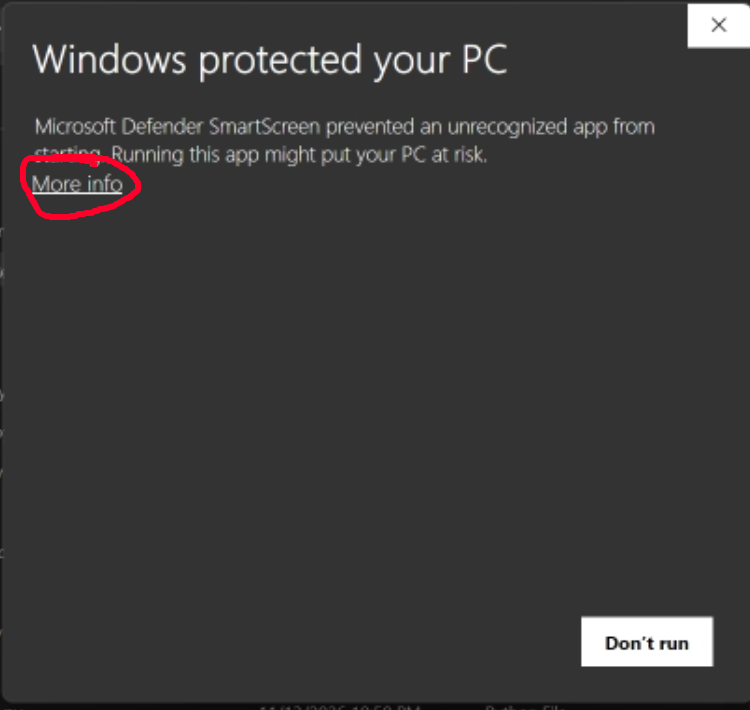 Windows protected your PC
Microsoft Defender SmartScreen prevented an unrecognized app from
starting. Running this app might put your PC at risk.
More info
Don't run